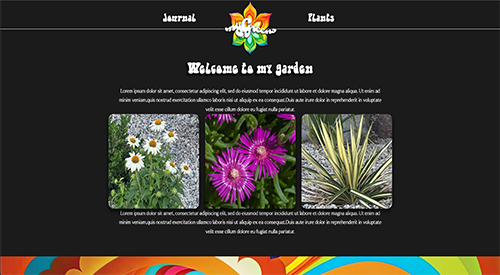 Journal
Plants
Welcome to my garden
Lorem ipsum dolor sit amet, consectetur adipiscing elit, sed do eiusmod tempor incididunt ut labore et dolore magna aliqua. Ut enim ad
minim veniam,quis nostrud exercitation ullamco laboris nisi ut aliquip ex ea consequat.Duis aute irure dolor in reprehenderit in voluptate
velit esse cillum dolore eu fugiat nulla pariatur.
Lorem ipsum dolor sit amet, consectetur adipiscing elit, sed do eiusmod tempor incididunt ut labore et dolore magna aliqua. Ut enim ad
minim veniam,quis nostrud exercitation ullamco laboris nisi ut aliquip ex ea consequat.Duis aute irure dolor in reprehenderit in voluptate
velit esse cillum dolore eu fugiat nulla pariatur.